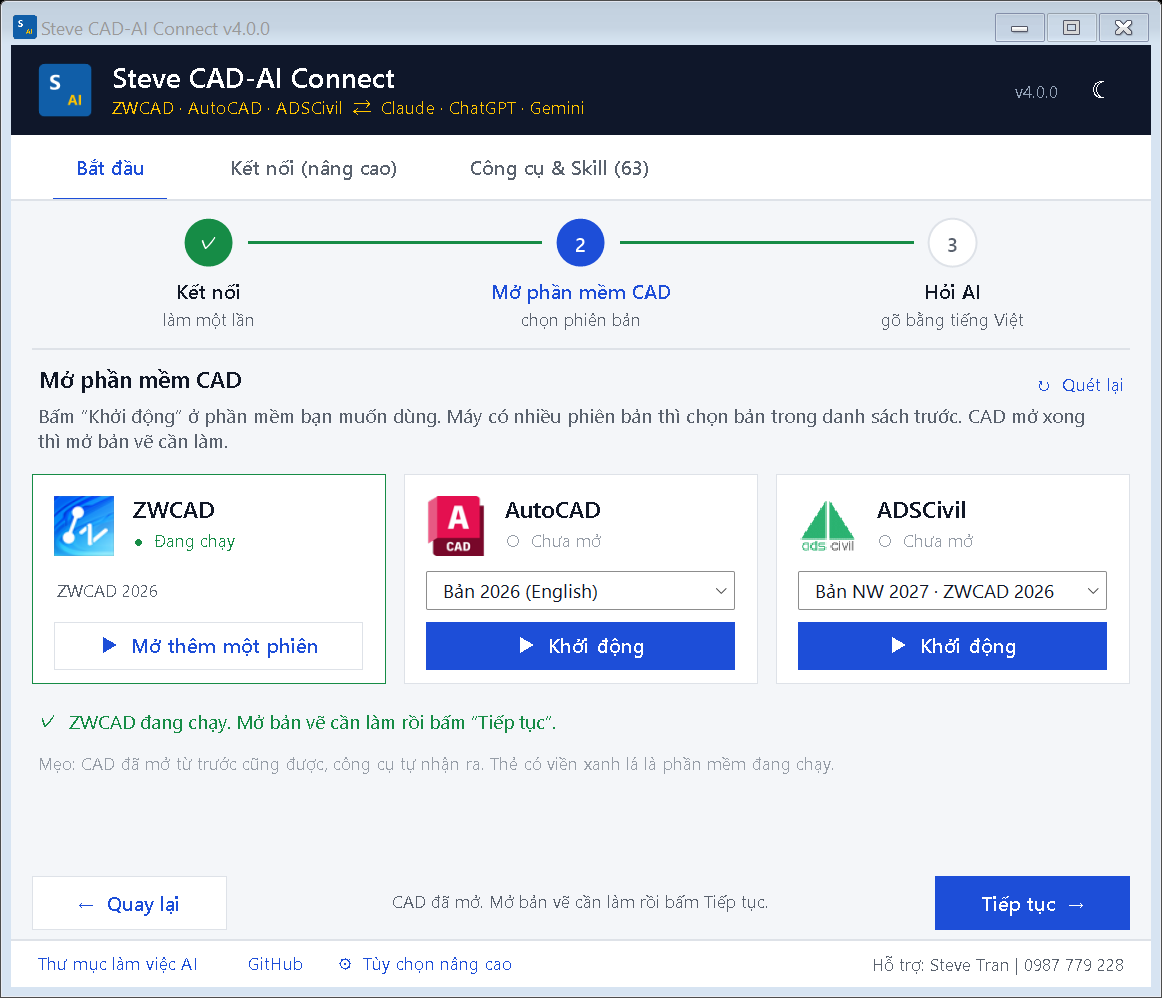 Steve CAD-AI Connect v4.0.0
S AI
Steve CAD-AI Connect
ZWCAD · AutoCAD · ADSCivil ⇄ Claude · ChatGPT · Gemini
v4.0.0
Bắt đầu
Kết nối (nâng cao)
Công cụ & Skill (63)
✓
2
3
Kết nối
Mở phần mềm CAD
Hỏi AI
làm một lần
chọn phiên bản
gõ bằng tiếng Việt
Mở phần mềm CAD
↻ Quét lại
Bấm “Khởi động” ở phần mềm bạn muốn dùng. Máy có nhiều phiên bản thì chọn bản trong danh sách trước. CAD mở xong
thì mở bản vẽ cần làm.
ZWCAD
● Đang chạy
ZWCAD 2026
▶ Mở thêm một phiên
A CAD
AutoCAD
○ Chưa mở
Bản 2026 (English)
▶ Khởi động
ads civil
ADSCivil
○ Chưa mở
Bản NW 2027 · ZWCAD 2026
▶ Khởi động
✓ ZWCAD đang chạy. Mở bản vẽ cần làm rồi bấm “Tiếp tục”.
Mẹo: CAD đã mở từ trước cũng được, công cụ tự nhận ra. Thẻ có viền xanh lá là phần mềm đang chạy.
← Quay lại
CAD đã mở. Mở bản vẽ cần làm rồi bấm Tiếp tục.
Tiếp tục →
Thư mục làm việc AI
GitHub
⚙ Tùy chọn nâng cao
Hỗ trợ: Steve Tran | 0987 779 228